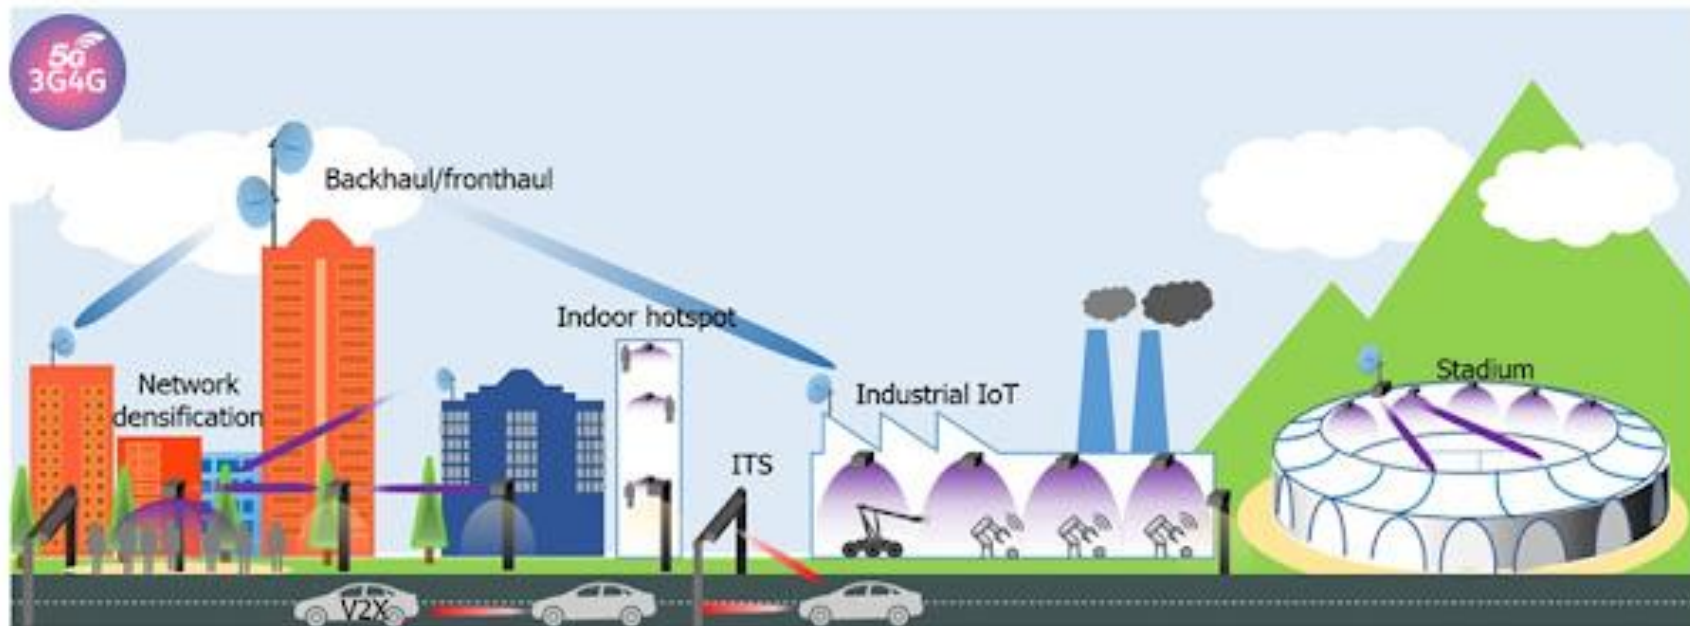 5G
3G4G
Backhaul/fronthaul
Indoor hotspot
Network
densification
Industrial IoT
Stadium
ITS
V2X